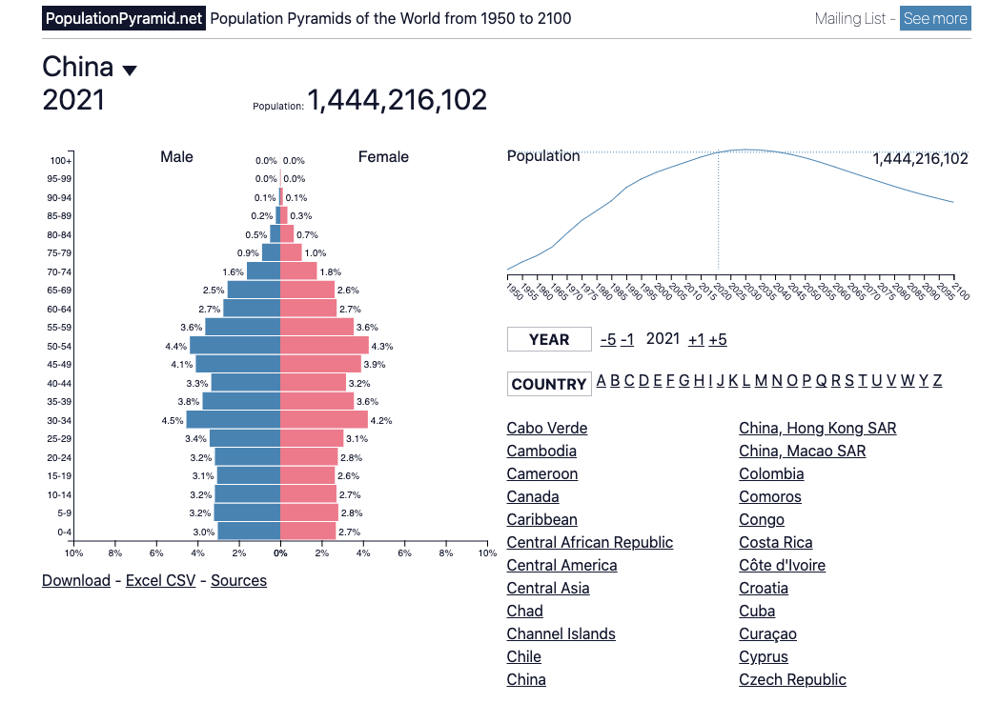 PopulationPyramid.net Population Pyramids of the World from 1950 to 2100
Mailing List - See more
China
2021
Population: 1,444,216,102
Male Female
100+ 0.0% 0.0%
95-99 0.0% 0.0%
90-94 0.1% 0.1%
85-89 0.2% 0.3%
80-84 0.5% 0.7%
75-79 0.9% 1.0%
70-74 1.6% 1.8%
65-69 2.5% 2.6%
60-64 2.7% 2.7%
55-59 3.6% 3.6%
50-54 4.4% 4.3%
45-49 4.1% 3.9%
40-44 3.3% 3.2%
35-39 3.8% 3.6%
30-34 4.5% 4.2%
25-29 3.4% 3.1%
20-24 3.2% 2.8%
15-19 3.1% 2.6%
10-14 3.2% 2.7%
5-9 3.2% 2.8%
0-4 3.0% 2.7%
10% 8% 6% 4% 2% 0% 2% 4% 6% 8% 10%
Download - Excel CSV - Sources
Population 1,444,216,102
1950 1955 1960 1965 1970 1975 1980 1985 1990 1995 2000 2005 2010 2015 2020 2025 2030 2035 2040 2045 2050 2055 2060 2065 2070 2075 2080 2085 2090 2095 2100
YEAR -5 -1 2021 +1 +5
COUNTRY A B C D E F G H I J K L M N O P Q R S T U V W Y Z
Cabo Verde
Cambodia
Cameroon
Canada
Caribbean
Central African Republic
Central America
Central Asia
Chad
Channel Islands
Chile
China
China, Hong Kong SAR
China, Macao SAR
Colombia
Comoros
Congo
Costa Rica
Côte d'Ivoire
Croatia
Cuba
Curaçao
Cyprus
Czech Republic